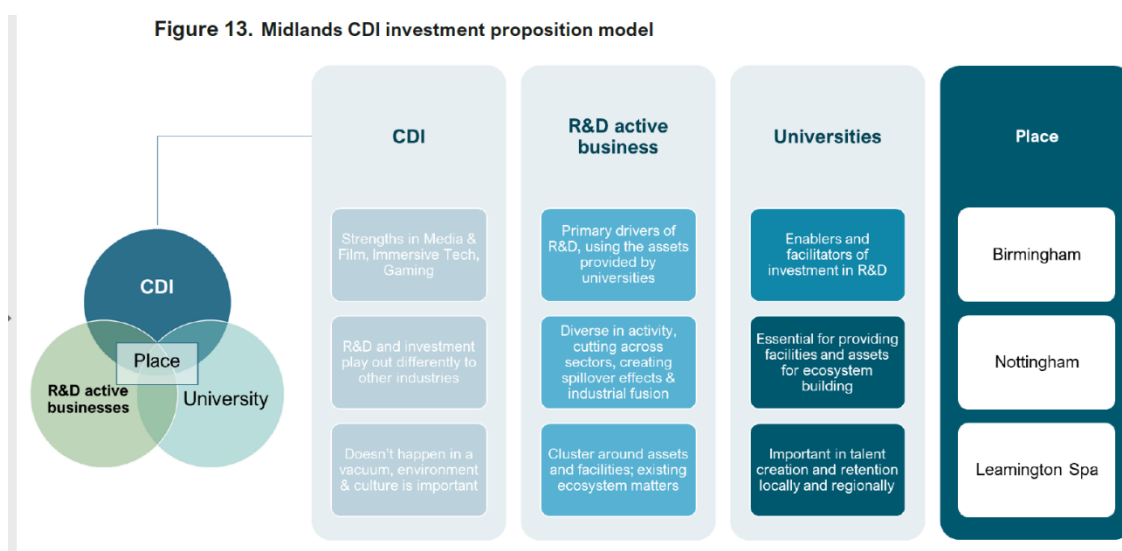 Figure 13. Midlands CDI investment proposition model
CDI
R&D active
businesses
Place
University
CDI
Strengths in Media &
Film, Immersive Tech,
Gaming
R&D and investment
play out differently to
other industries
Doesn't happen in a
vacuum, environment
& culture is important
R&D active
business
Primary drivers of
R&D, using the assets
provided by
universities
Diverse in activity,
cutting across
sectors, creating
spillover effects &
industrial fusion
Cluster around assets
and facilities; existing
ecosystem matters
Universities
Enablers and
facilitators of
investment in R&D
Essential for providing
facilities and assets
for ecosystem
building
Important in talent
creation and retention
locally and regionally
Place
Birmingham
Nottingham
Leamington Spa